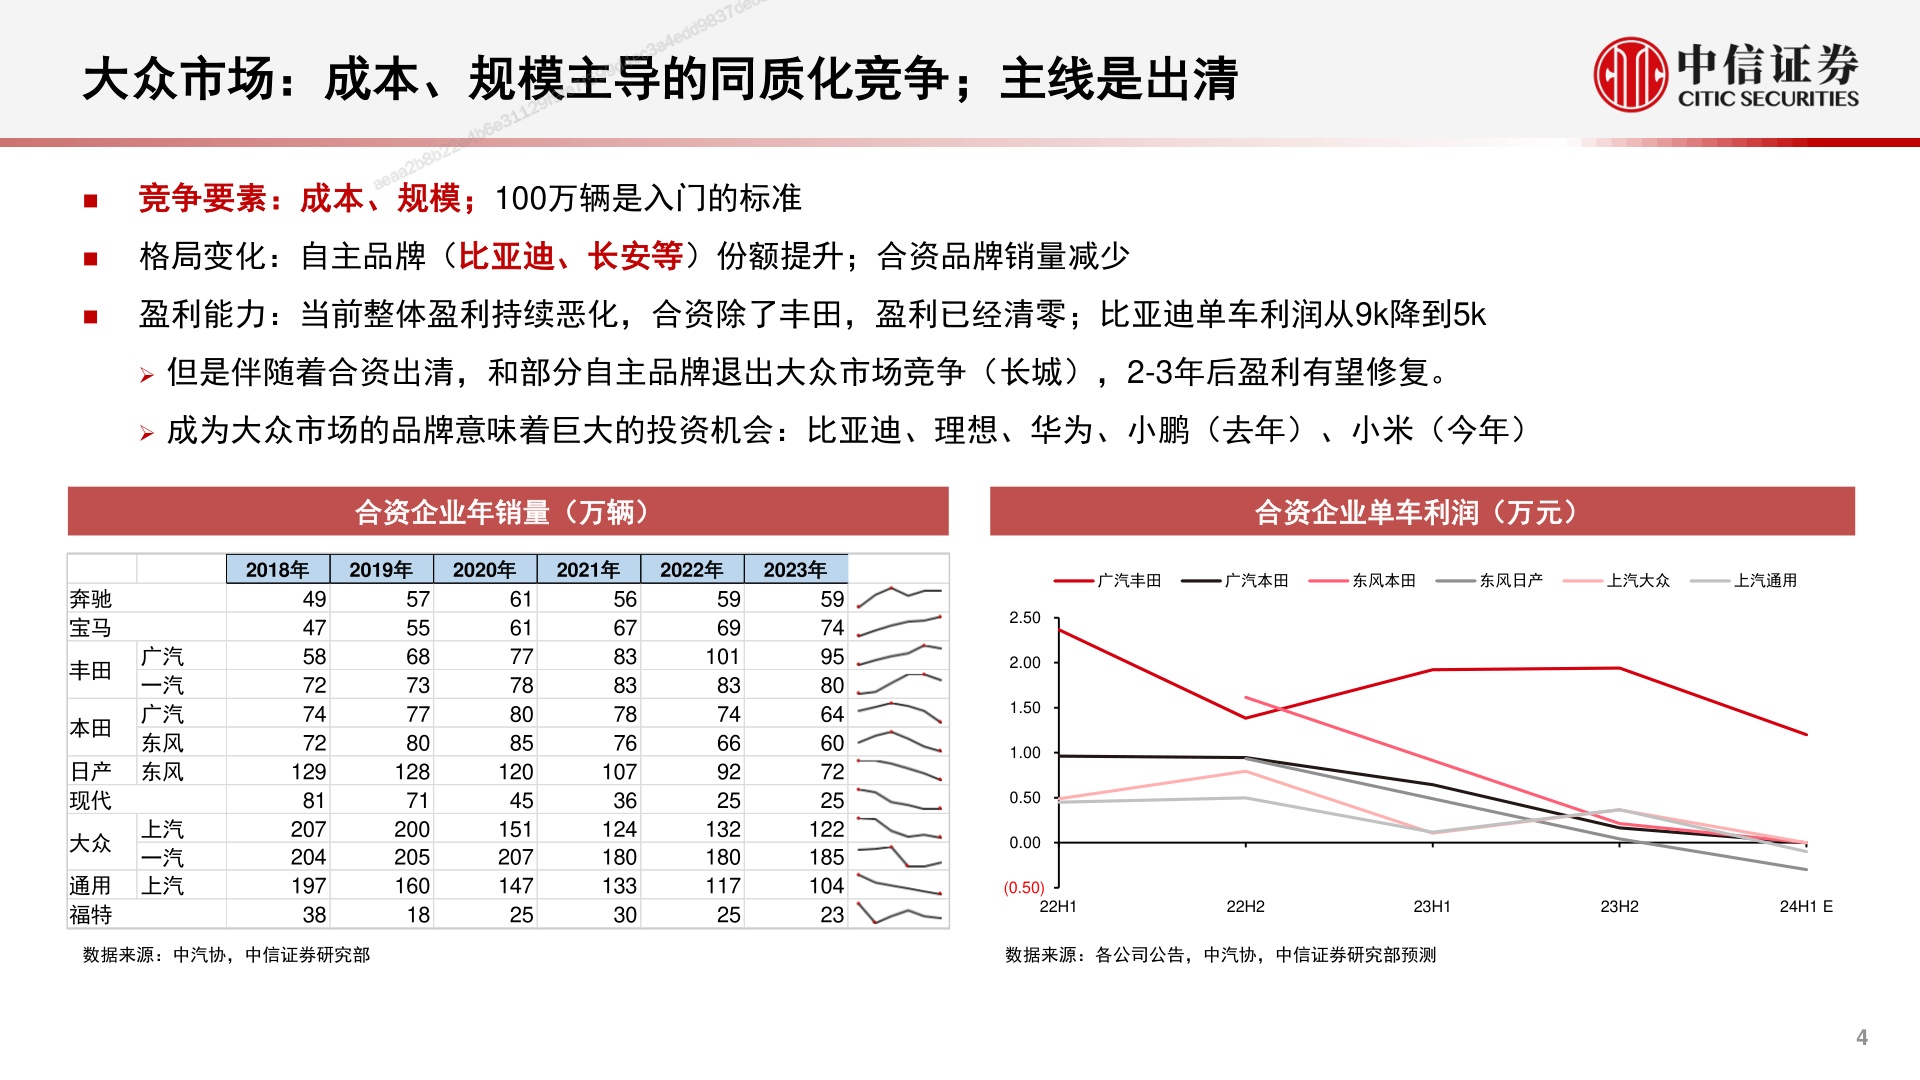 大众市场：成本、规模主导的同质化竞争；主线是出清
中信证券
CITIC SECURITIES
竞争要素：成本、规模；100万辆是入门的标准
格局变化：自主品牌（比亚迪、长安等）份额提升；合资品牌销量减少
盈利能力：当前整体盈利持续恶化，合资除了丰田，盈利已经清零；比亚迪单车利润从9k降到5k
但是伴随着合资出清，和部分自主品牌退出大众市场竞争（长城），2-3年后盈利有望修复。
成为大众市场的品牌意味着巨大的投资机会：比亚迪、理想、华为、小鹏（去年）、小米（今年）
合资企业年销量（万辆）
2018年 2019年 2020年 2021年 2022年 2023年
奔驰 49 57 61 56 59 59
宝马 47 55 61 67 69 74
丰田 广汽 58 68 77 83 101 95
一汽 72 73 78 83 83 80
本田 广汽 74 77 80 78 74 64
东风 72 80 85 76 66 60
日产 东风 129 128 120 107 92 72
现代 81 71 45 36 25 25
大众 上汽 207 200 151 124 132 122
一汽 204 205 207 180 180 185
通用 上汽 197 160 147 133 117 104
福特 38 18 25 30 25 23
数据来源：中汽协，中信证券研究部
合资企业单车利润（万元）
广汽丰田 广汽本田 东风本田 东风日产 上汽大众 上汽通用
2.50
2.00
1.50
1.00
0.50
0.00
(0.50)
22H1 22H2 23H1 23H2 24H1 E
数据来源：各公司公告，中汽协，中信证券研究部预测
4